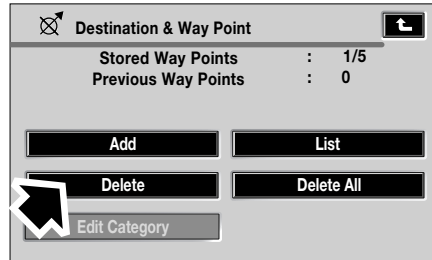 Destination & Way Point
Stored Way Points : 1/5
Previous Way Points : 0
Add List
Delete Delete All
Edit Category